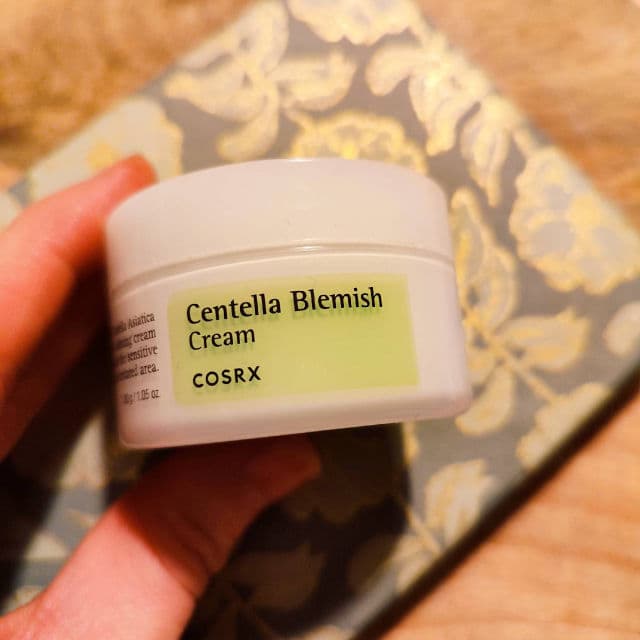 Centella Blemish
Cream
COSRX
Asiatica
cream
sensitive
area.
/ 1.05 oz